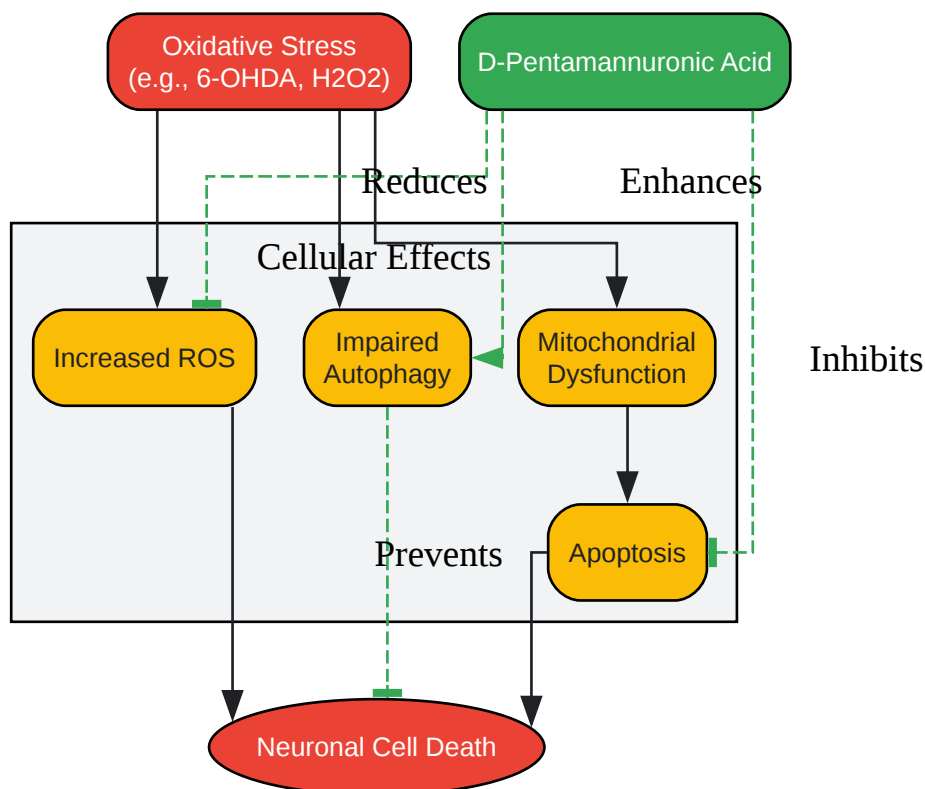 Oxidative Stress
(e.g., 6-OHDA, H2O2)
D-Pentamannuronic Acid
Reduces
Enhances
Cellular Effects
Increased ROS
Impaired
Autophagy
Mitochondrial
Dysfunction
Inhibits
Prevents
Apoptosis
Neuronal Cell Death